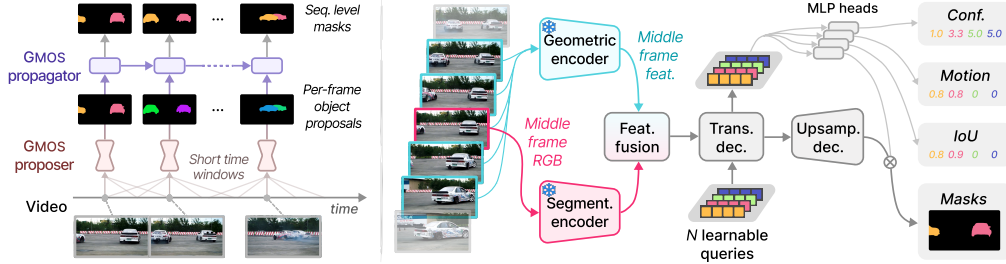 Seq. level
masks
GMOS
propagator
...
Per-frame
object
proposals
...
GMOS
proposer
Short time
windows
Video
time
Geometric
encoder
Middle
frame
feat.
Middle
frame
RGB
Segment.
encoder
Feat.
fusion
Trans.
dec.
Upsamp.
dec.
N learnable
queries
MLP heads
Conf.
1.0 3.3 5.0 5.0
Motion
0.8 0.8 0 0
IoU
0.8 0.9 0 0
Masks